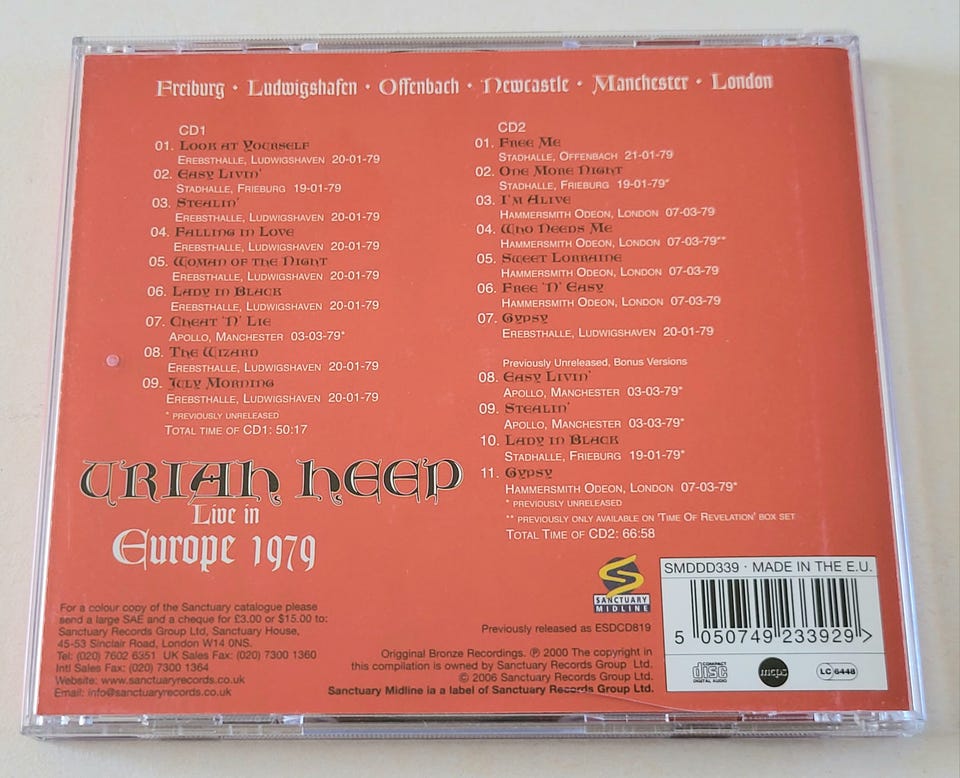 Freiburg · Ludwigshafen · Offenbach · Newcastle · Manchester · London
CD1
01. Look at Yourself
Erebsthalle, Ludwigshaven 20-01-79
02. Easy Livin'
Stadhalle, Frieburg 19-01-79
03. Stealin'
Erebsthalle, Ludwigshaven 20-01-79
04. Falling in Love
Erebsthalle, Ludwigshaven 20-01-79
05. Woman of the Night
Erebsthalle, Ludwigshaven 20-01-79
06. Lady in Black
Erebsthalle, Ludwigshaven 20-01-79
07. Cheat 'N' Lie
Apollo, Manchester 03-03-79*
08. The Wizard
Erebsthalle, Ludwigshaven 20-01-79
09. July Morning
Erebsthalle, Ludwigshaven 20-01-79
* previously unreleased
Total time of CD1: 50:17
CD2
01. Free Me
Stadhalle, Offenbach 21-01-79
02. One More Night
Stadhalle, Frieburg 19-01-79*
03. I'm Alive
Hammersmith Odeon, London 07-03-79
04. Who Needs Me
Hammersmith Odeon, London 07-03-79**
05. Sweet Lorraine
Hammersmith Odeon, London 07-03-79
06. Free 'N' Easy
Hammersmith Odeon, London 07-03-79
07. Gypsy
Erebsthalle, Ludwigshaven 20-01-79
Previously Unreleased, Bonus Versions
08. Easy Livin'
Apollo, Manchester 03-03-79*
09. Stealin'
Apollo, Manchester 03-03-79*
10. Lady in Black
Stadhalle, Frieburg 19-01-79*
11. Gypsy
Hammersmith Odeon, London 07-03-79*
* previously unreleased
** previously only available on 'Time Of Revelation' box set
Total Time of CD2: 66:58
Uriah Heep
Live in
Europe 1979
For a colour copy of the Sanctuary catalogue please
send a large SAE and a cheque for £3.00 or $15.00 to:
Sanctuary Records Group Ltd, Sanctuary House,
45-53 Sinclair Road, London W14 0NS.
Tel: (020) 7602 6351 UK Sales Fax: (020) 7300 1360
Intl Sales Fax: (020) 7300 1364
Website: www.sanctuaryrecords.co.uk
Email: info@sanctuaryrecords.co.uk
SANCTUARY
MIDLINE
Previously released as ESDCD819
Origiginal Bronze Recordings. ℗ 2000 The copyright in
this compilation is owned by Sanctuary Records Group Ltd.
© 2006 Sanctuary Records Group Ltd.
Sanctuary Midline is a label of Sanctuary Records Group Ltd.
SMDDD339 · MADE IN THE E.U.
5 050749 233929 >
COMPACT disc DIGITAL AUDIO
mcps
LC 6448